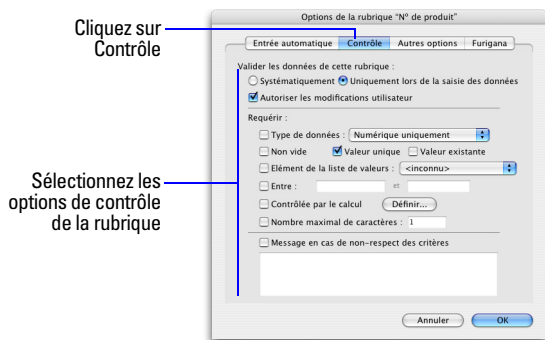 Options de la rubrique “Nº de produit”
Cliquez sur
Contrôle
Entrée automatique Contrôle Autres options Furigana
Valider les données de cette rubrique :
Systématiquement Uniquement lors de la saisie des données
Autoriser les modifications utilisateur
Requérir :
Type de données : Numérique uniquement
Non vide Valeur unique Valeur existante
Elément de la liste de valeurs : <inconnu>
Entre : et
Contrôlée par le calcul Définir...
Nombre maximal de caractères : 1
Message en cas de non-respect des critères
Sélectionnez les
options de contrôle
de la rubrique
Annuler OK